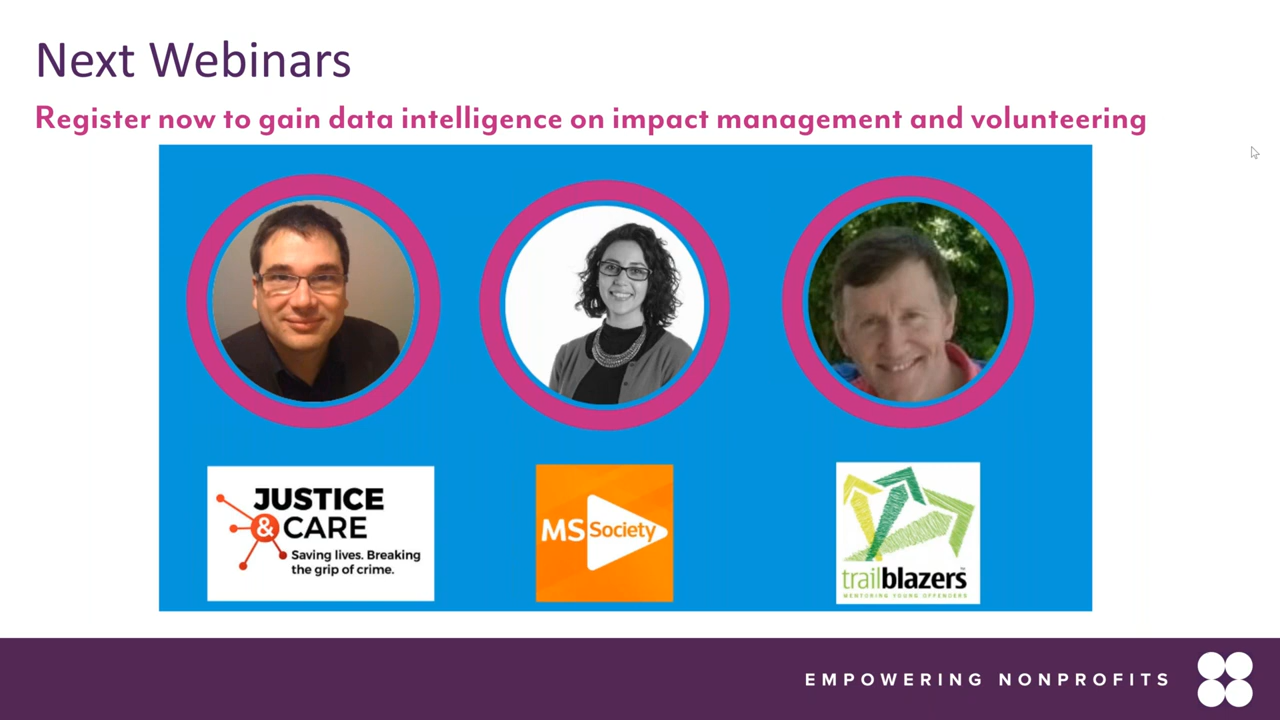 Next Webinars
Register now to gain data intelligence on impact management and volunteering
JUSTICE
& CARE
Saving lives. Breaking
the grip of crime.
MS Society
trailblazers™
MENTORING YOUNG OFFENDERS
EMPOWERING NONPROFITS